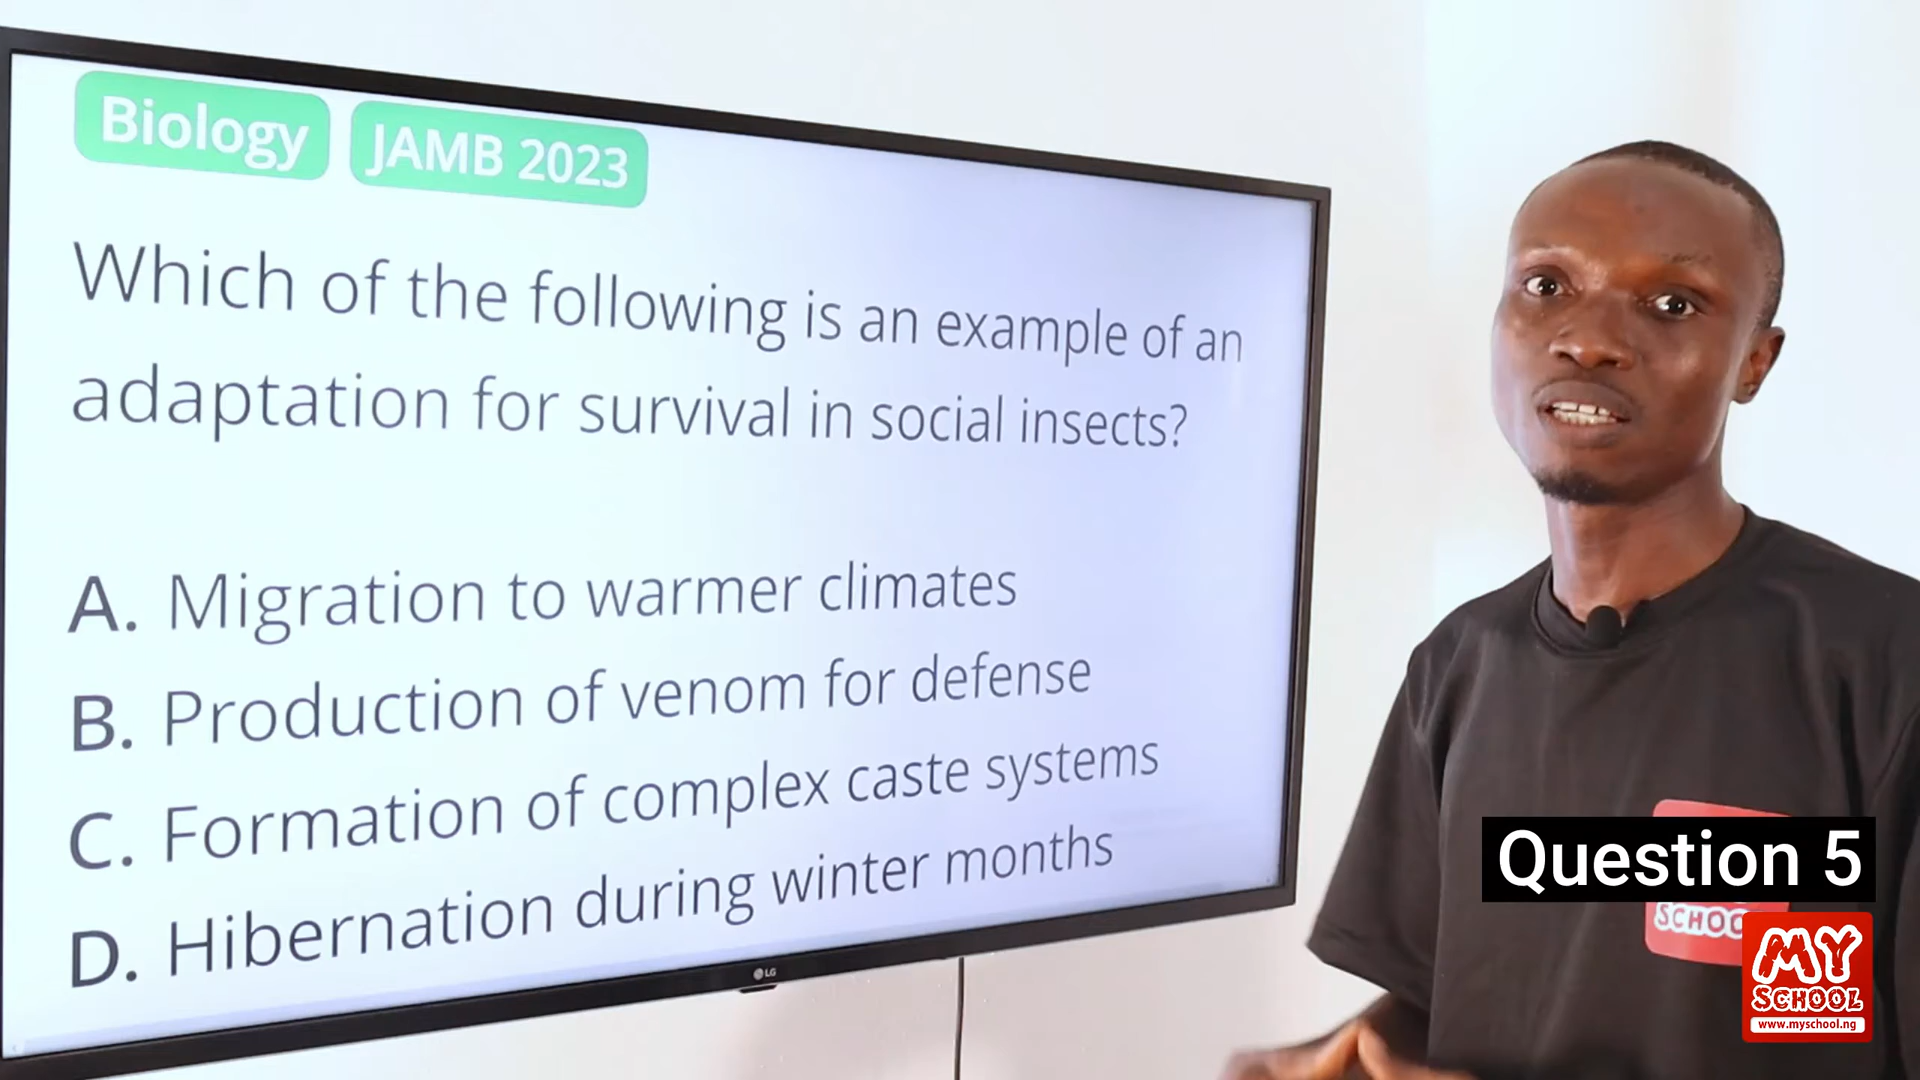 Biology JAMB 2023
Which of the following is an example of an
adaptation for survival in social insects?
A. Migration to warmer climates
B. Production of venom for defense
C. Formation of complex caste systems
D. Hibernation during winter months
LG
Question 5
SCHOO
MY
SCHOOL
www.myschool.ng